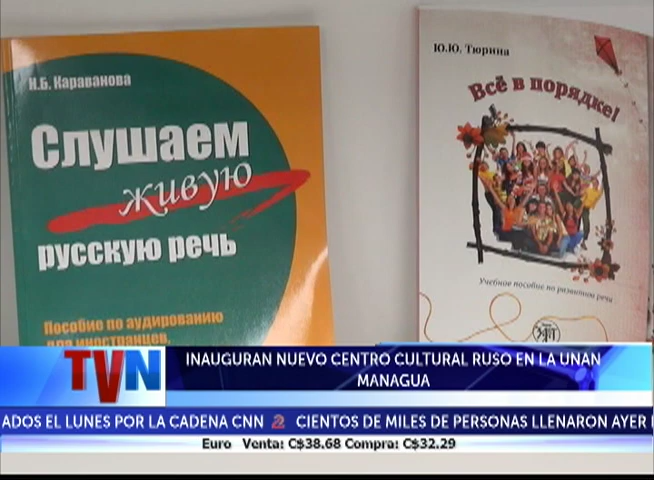 Н.Б. Караванова
Слушаем
живую
русскую речь
Пособие по аудированию
для иностранцев.
Ю.Ю. Тюрина
Всё в порядке!
Учебное пособие по развитию речи
TVN
INAUGURAN NUEVO CENTRO CULTURAL RUSO EN LA UNAN
MANAGUA
ADOS EL LUNES POR LA CADENA CNN 2 CIENTOS DE MILES DE PERSONAS LLENARON AYER
Euro Venta: C$38.68 Compra: C$32.29